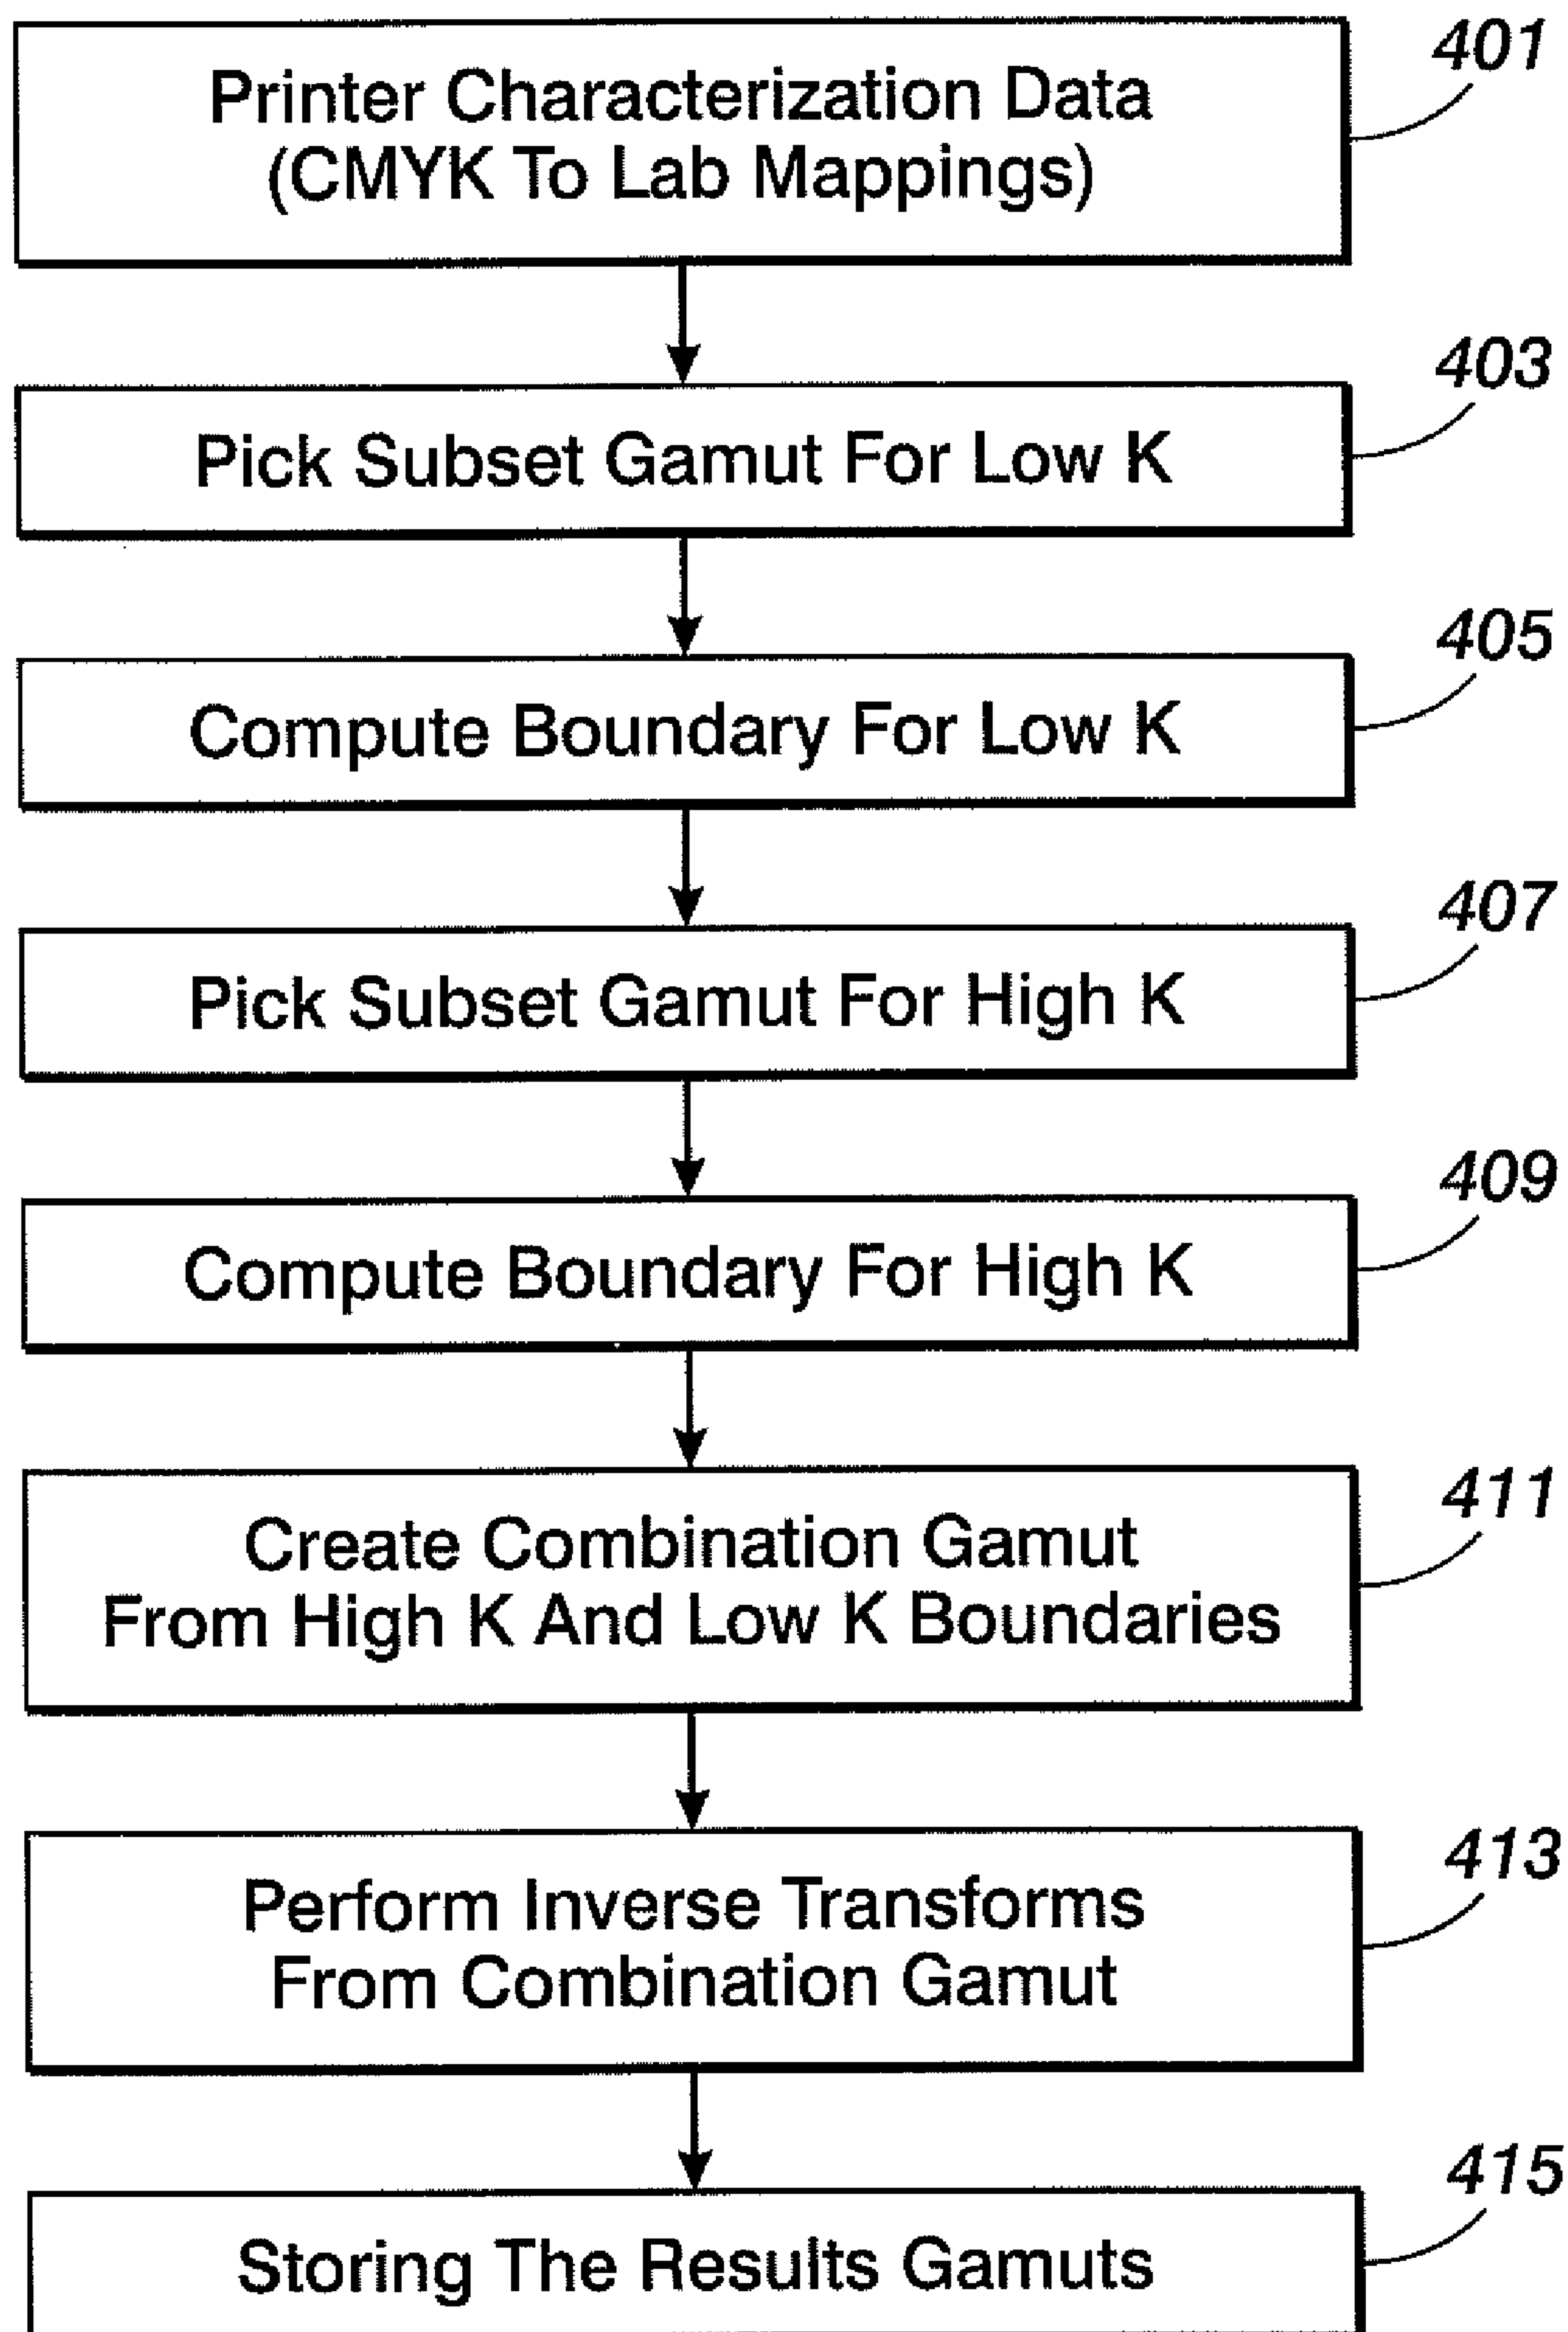 401
Printer Characterization Data
(CMYK To Lab Mappings)
403
Pick Subset Gamut For Low K
405
Compute Boundary For Low K
407
Pick Subset Gamut For High K
409
Compute Boundary For High K
411
Create Combination Gamut
From High K And Low K Boundaries
413
Perform Inverse Transforms
From Combination Gamut
415
Storing The Results Gamuts